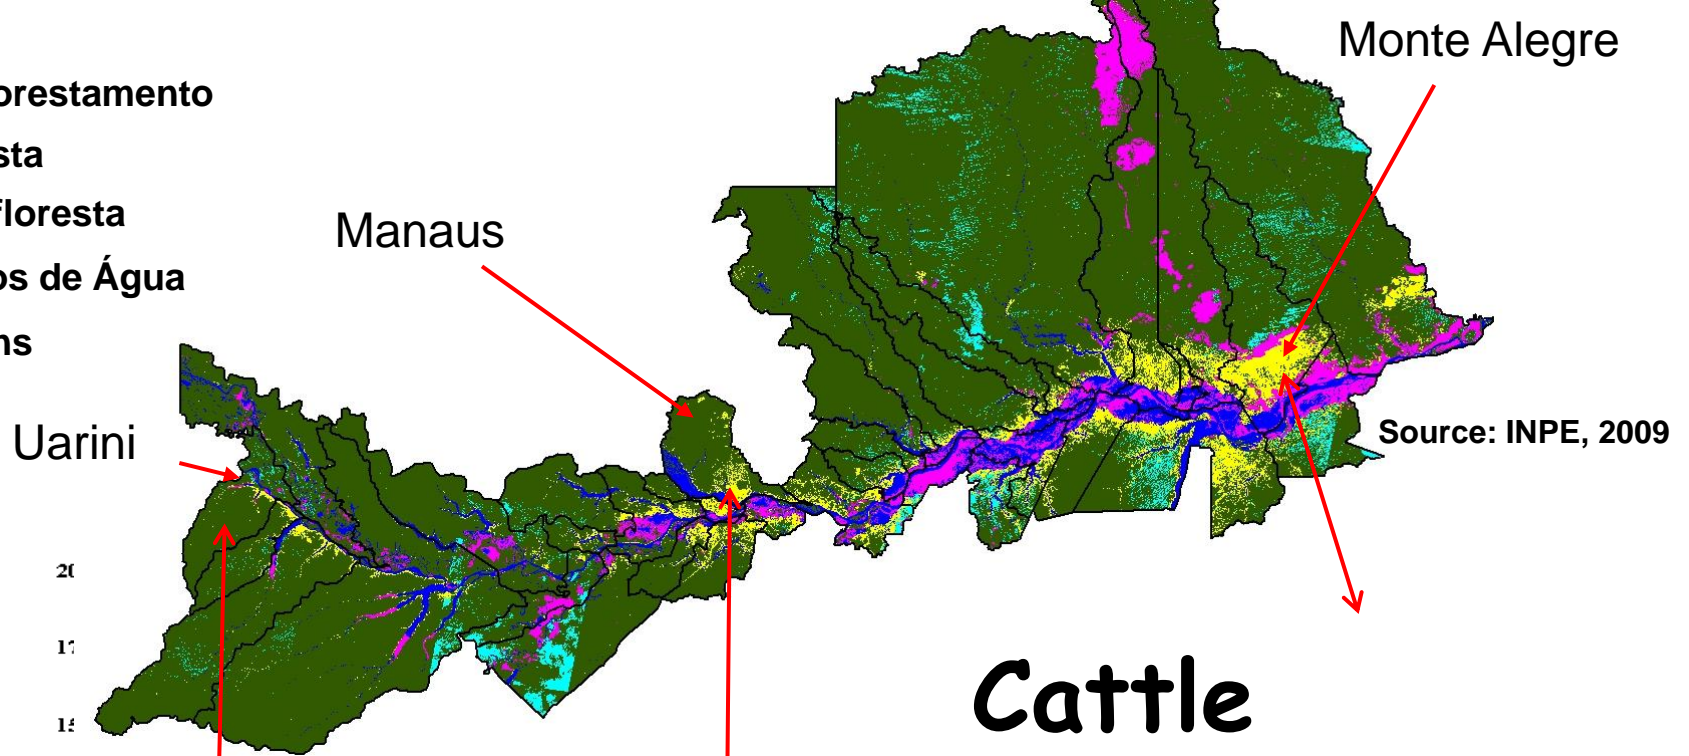 Monte Alegre
orestamento
sta
floresta
Manaus
os de Água
ns
Uarini
Source: INPE, 2009
Cattle